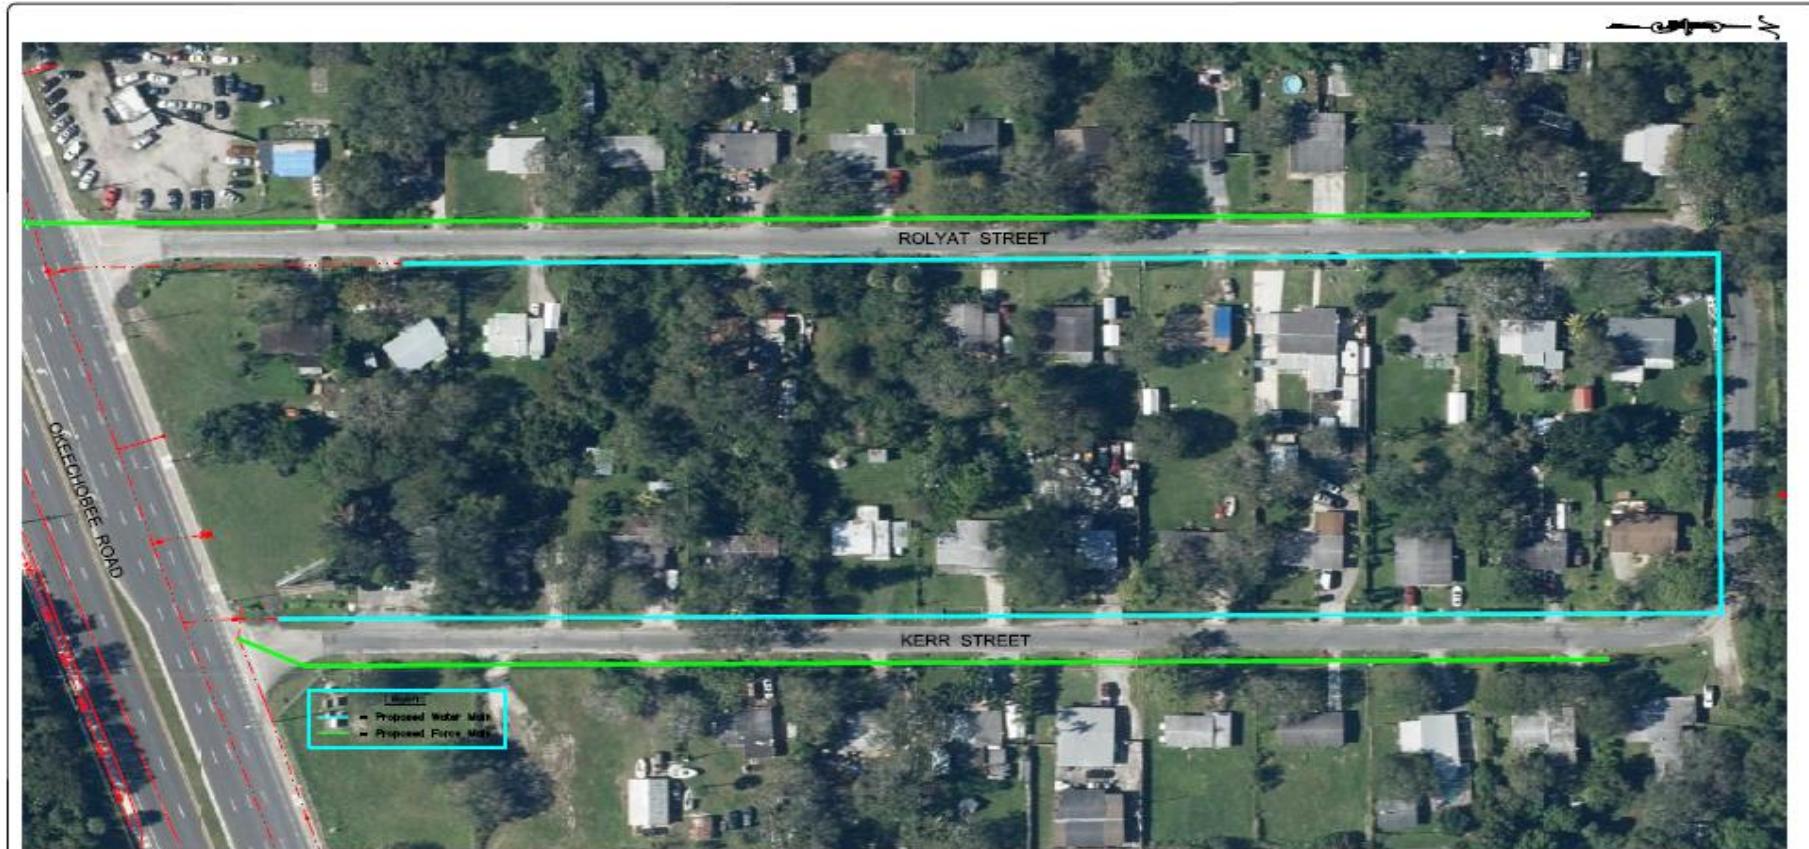 ROLYAT STREET
OKEECHOBEE ROAD
KERR STREET
= Proposed Water Main
= Proposed Force Main